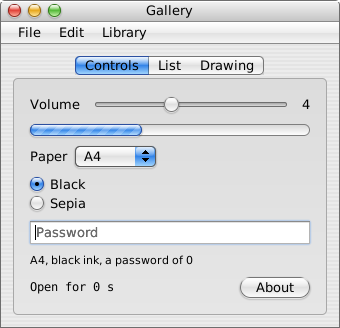 Gallery
File Edit Library
Controls List Drawing
Volume 4
Paper A4
Black
Sepia
Password
A4, black ink, a password of 0
Open for 0 s About